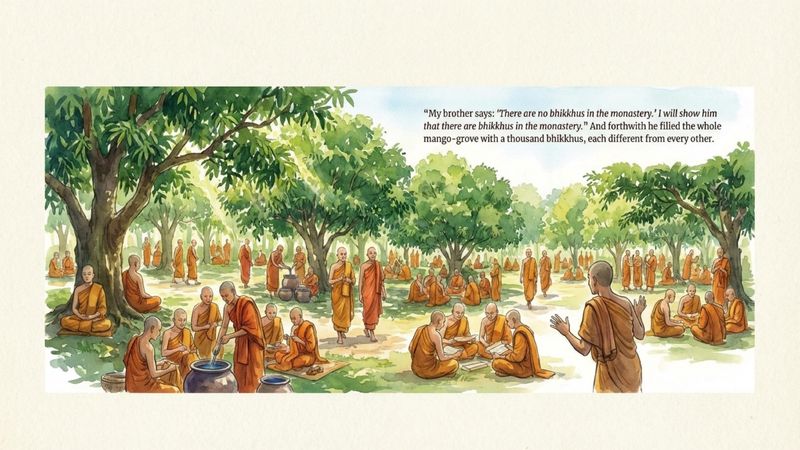 “My brother says: 'There are no bhikkhus in the monastery.' I will show him
that there are bhikkhus in the monastery.” And forthwith he filled the whole
mango-grove with a thousand bhikkhus, each different from every other.